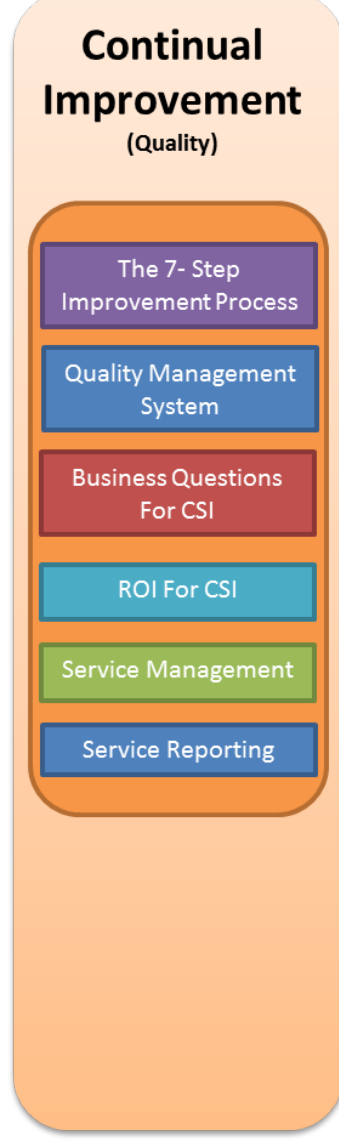 Continual
Improvement
(Quality)
The 7- Step
Improvement Process
Quality Management
System
Business Questions
For CSI
ROI For CSI
Service Management
Service Reporting